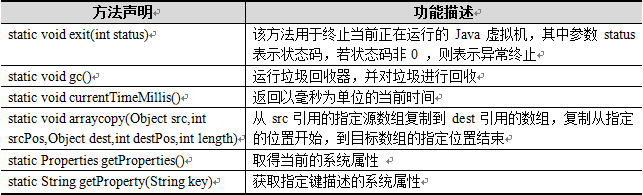 方法声明 功能描述
static void exit(int status) 该方法用于终止当前正在运行的 Java 虚拟机，其中参数 status
表示状态码，若状态码非 0 ，则表示异常终止
static void gc() 运行垃圾回收器，并对垃圾进行回收
static void currentTimeMillis() 返回以毫秒为单位的当前时间
static void arraycopy(Object src,int 从 src 引用的指定源数组复制到 dest 引用的数组，复制从指定
srcPos,Object dest,int destPos,int length) 的位置开始，到目标数组的指定位置结束
static Properties getProperties() 取得当前的系统属性
static String getProperty(String key) 获取指定键描述的系统属性